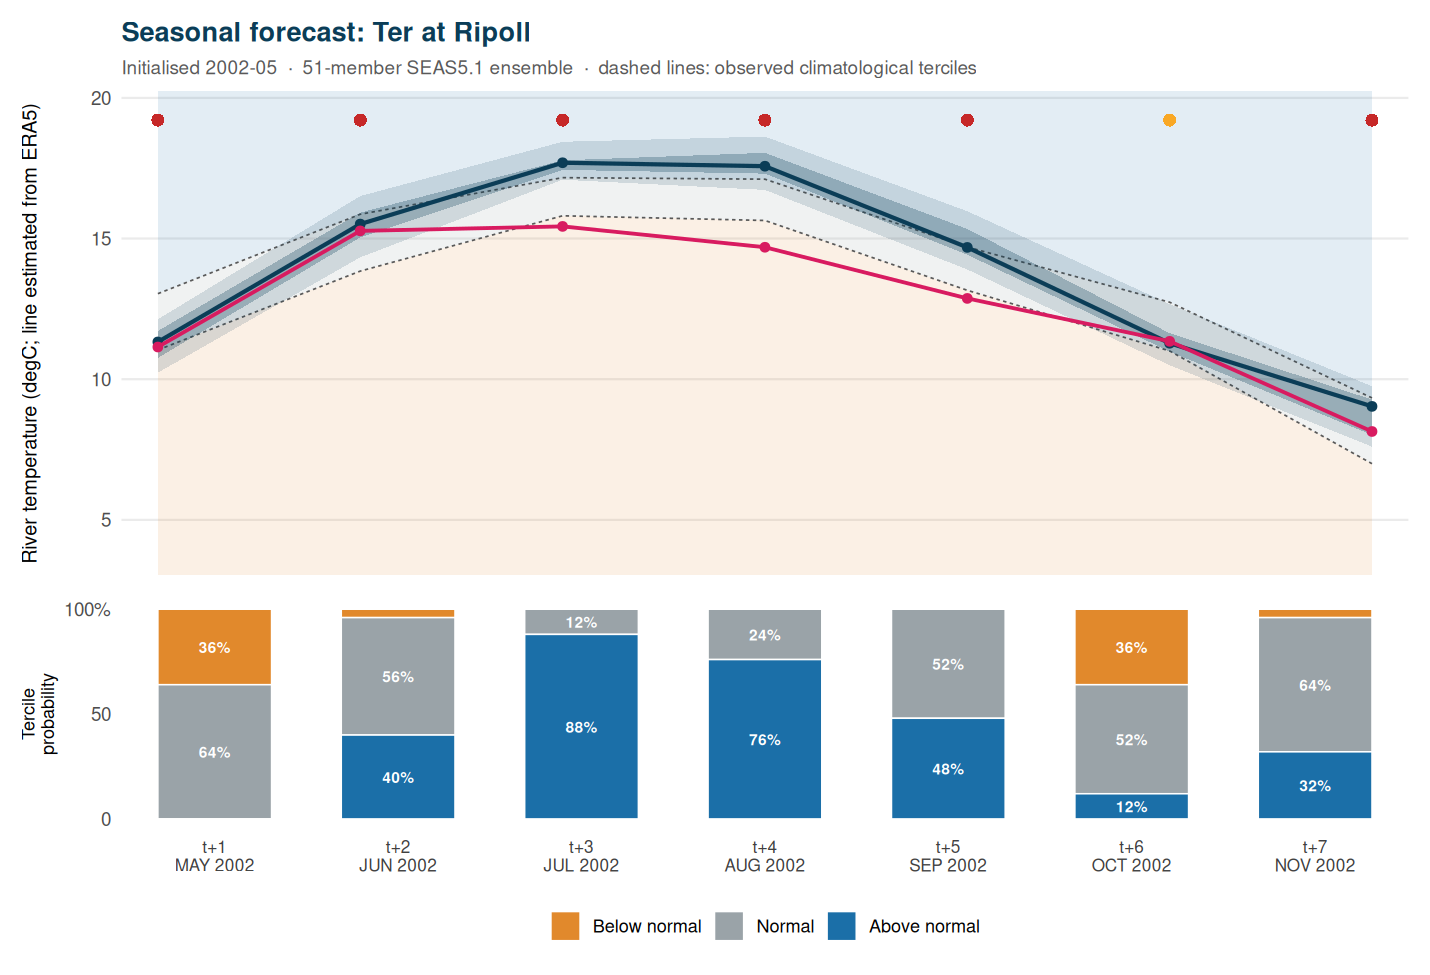 Seasonal forecast: Ter at Ripoll
Initialised 2002-05 · 51-member SEAS5.1 ensemble · dashed lines: observed climatological terciles
River temperature (degC; line estimated from ERA5)
20
15
10
5
Tercile
probability
100%
50
0
36%
64%
56%
40%
12%
88%
24%
76%
52%
48%
36%
52%
12%
64%
32%
t+1
MAY 2002
t+2
JUN 2002
t+3
JUL 2002
t+4
AUG 2002
t+5
SEP 2002
t+6
OCT 2002
t+7
NOV 2002
Below normal
Normal
Above normal